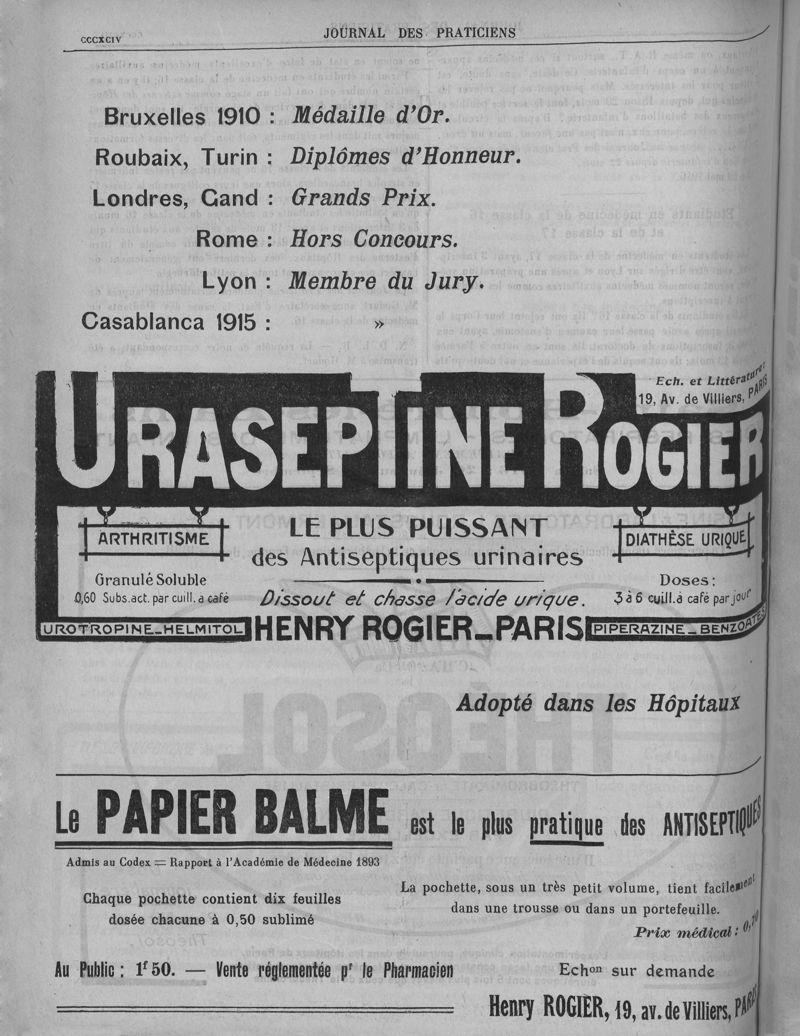 CCCXCIV
JOURNAL DES PRATICIENS
Bruxelles 1910 : Médaille d'Or.
Roubaix, Turin : Diplômes d'Honneur.
Londres, Gand : Grands Prix.
Rome : Hors Concours.
Lyon : Membre du Jury.
Casablanca 1915 : »
Ech. et Littérature:
19, Av. de Villiers, PARIS
URASEPTINE ROGIER
ARTHRITISME
LE PLUS PUISSANT
des Antiseptiques urinaires
DIATHÈSE URIQUE
Granulé Soluble
0,60 Subs. act. par cuill. a café
Dissout et chasse l'acide urique.
Doses:
3 à 6 cuill. à café par jour
UROTROPINE_HELMITOL
HENRY ROGIER_PARIS
PIPERAZINE_BENZOATES
Adopté dans les Hôpitaux
Le PAPIER BALME est le plus pratique des ANTISEPTIQUES
Admis au Codex = Rapport à l'Académie de Médecine 1893
Chaque pochette contient dix feuilles
dosée chacune à 0,50 sublimé
La pochette, sous un très petit volume, tient facilement
dans une trousse ou dans un portefeuille.
Prix médical : 0,70
Au Public : 1f 50. — Vente réglementée pr le Pharmacien
Echon sur demande
Henry ROGIER, 19, av. de Villiers, PARIS